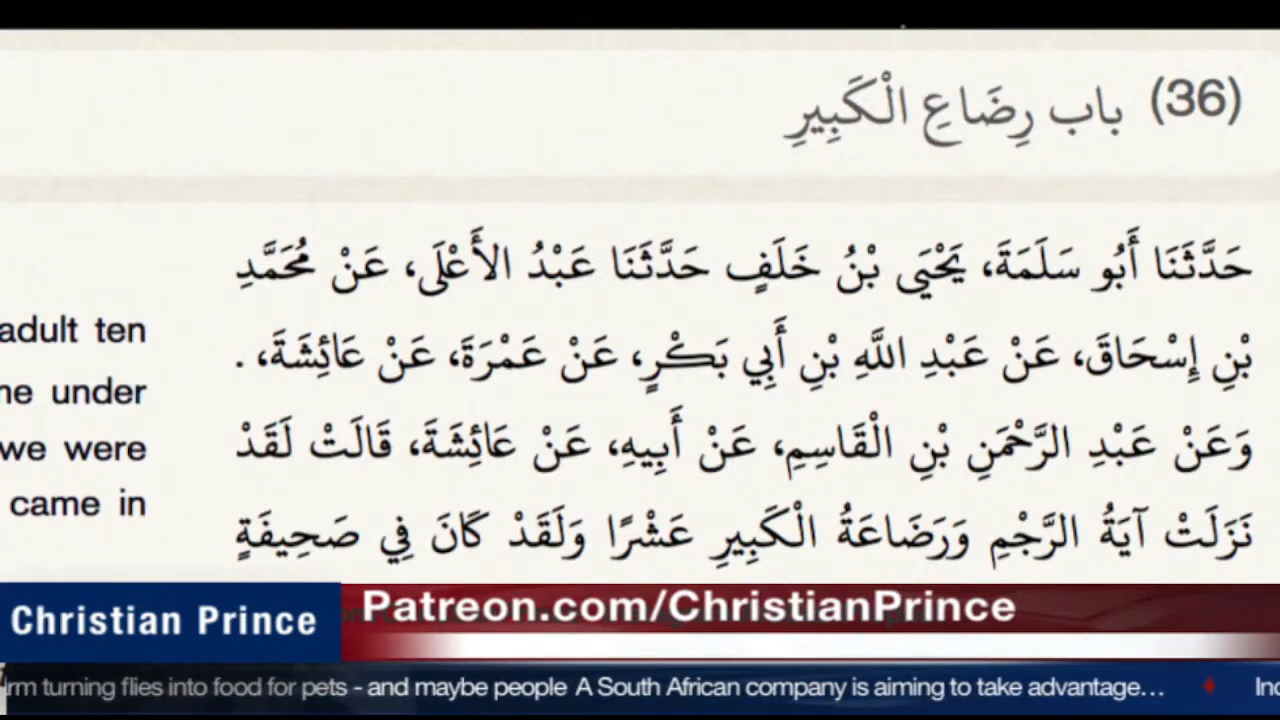 (36) باب رِضَاعِ الْكَبِيرِ
حَدَّثَنَا أَبُو سَلَمَةَ، يَحْيَى بْنُ خَلَفٍ حَدَّثَنَا عَبْدُ الأَعْلَى، عَنْ مُحَمَّدِ
بْنِ إِسْحَاقَ، عَنْ عَبْدِ اللَّهِ بْنِ أَبِي بَكْرٍ، عَنْ عَمْرَةَ، عَنْ عَائِشَةَ، .
وَعَنْ عَبْدِ الرَّحْمَنِ بْنِ الْقَاسِمِ، عَنْ أَبِيهِ، عَنْ عَائِشَةَ، قَالَتْ لَقَدْ
نَزَلَتْ آيَةُ الرَّجْمِ وَرَضَاعَةُ الْكَبِيرِ عَشْرًا وَلَقَدْ كَانَ فِي صَحِيفَةٍ
adult ten
under
we were
came in
Christian Prince
Patreon.com/ChristianPrince
turning flies into food for pets - and maybe people A South African company is aiming to take advantage...